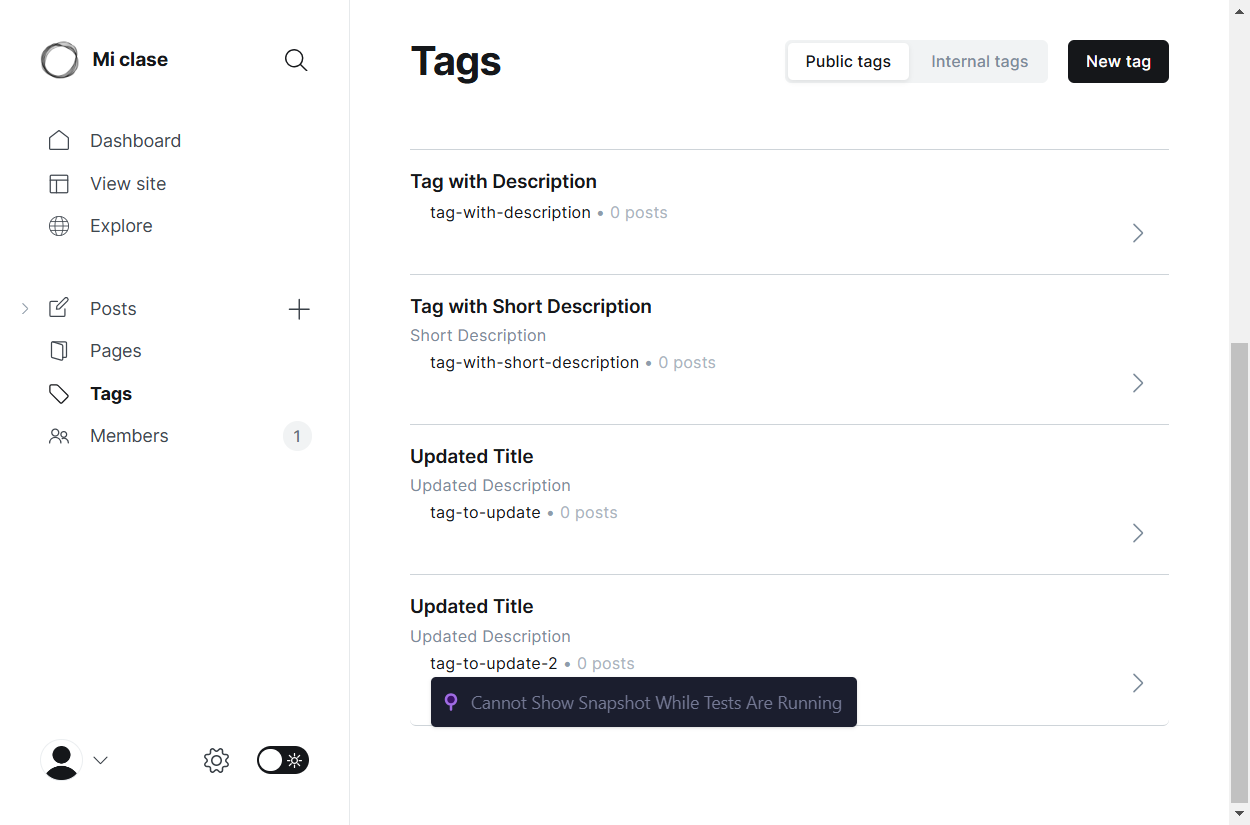 Mi clase
Dashboard
View site
Explore
Posts
Pages
Tags
Members
1
Tags
Public tags
Internal tags
New tag
Tag with Description
tag-with-description • 0 posts
Tag with Short Description
Short Description
tag-with-short-description • 0 posts
Updated Title
Updated Description
tag-to-update • 0 posts
Updated Title
Updated Description
tag-to-update-2 • 0 posts
Cannot Show Snapshot While Tests Are Running